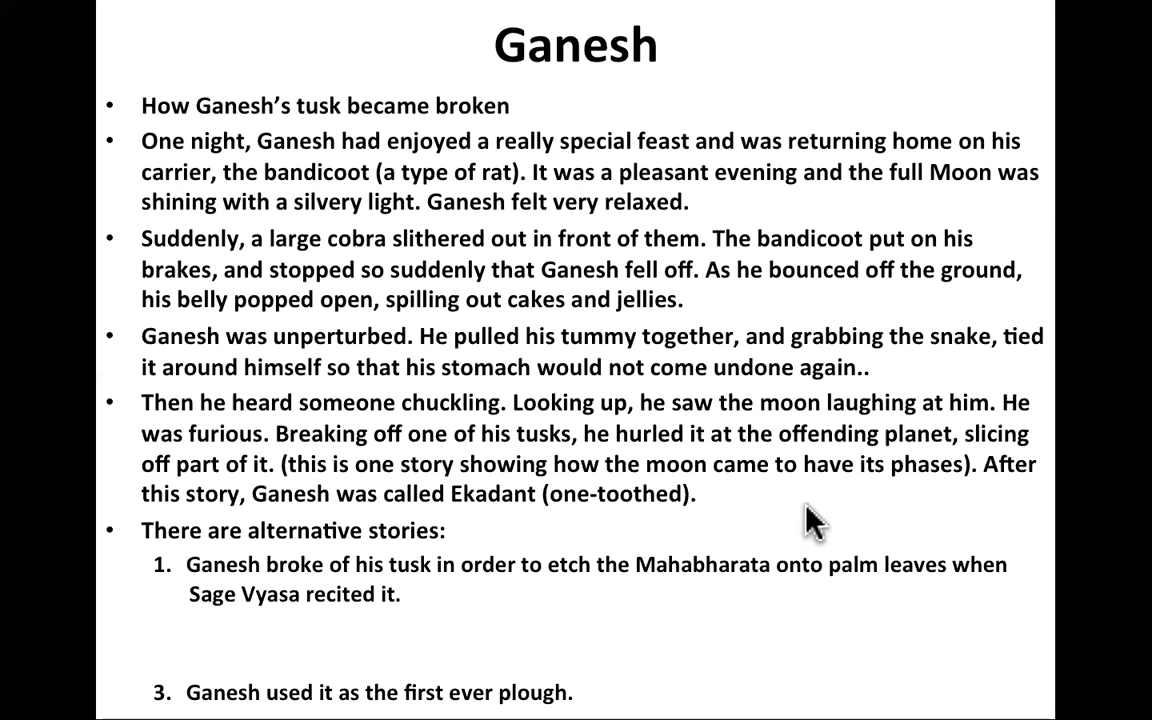 Ganesh
• How Ganesh’s tusk became broken
• One night, Ganesh had enjoyed a really special feast and was returning home on his
carrier, the bandicoot (a type of rat). It was a pleasant evening and the full Moon was
shining with a silvery light. Ganesh felt very relaxed.
• Suddenly, a large cobra slithered out in front of them. The bandicoot put on his
brakes, and stopped so suddenly that Ganesh fell off. As he bounced off the ground,
his belly popped open, spilling out cakes and jellies.
• Ganesh was unperturbed. He pulled his tummy together, and grabbing the snake, tied
it around himself so that his stomach would not come undone again..
• Then he heard someone chuckling. Looking up, he saw the moon laughing at him. He
was furious. Breaking off one of his tusks, he hurled it at the offending planet, slicing
off part of it. (this is one story showing how the moon came to have its phases). After
this story, Ganesh was called Ekadant (one-toothed).
• There are alternative stories:
1. Ganesh broke of his tusk in order to etch the Mahabharata onto palm leaves when
Sage Vyasa recited it.
3. Ganesh used it as the first ever plough.